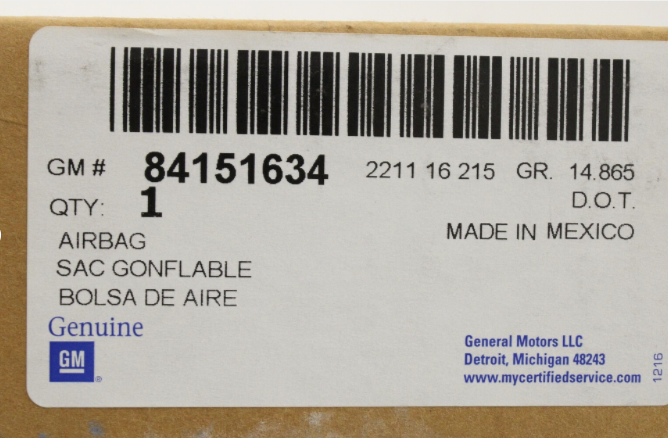 GM # 84151634 2211 16 215 GR. 14.865
QTY: 1 D.O.T.
MADE IN MEXICO
AIRBAG
SAC GONFLABLE
BOLSA DE AIRE
Genuine
GM
®
General Motors LLC
Detroit, Michigan 48243
www.mycertifiedservice.com
1216